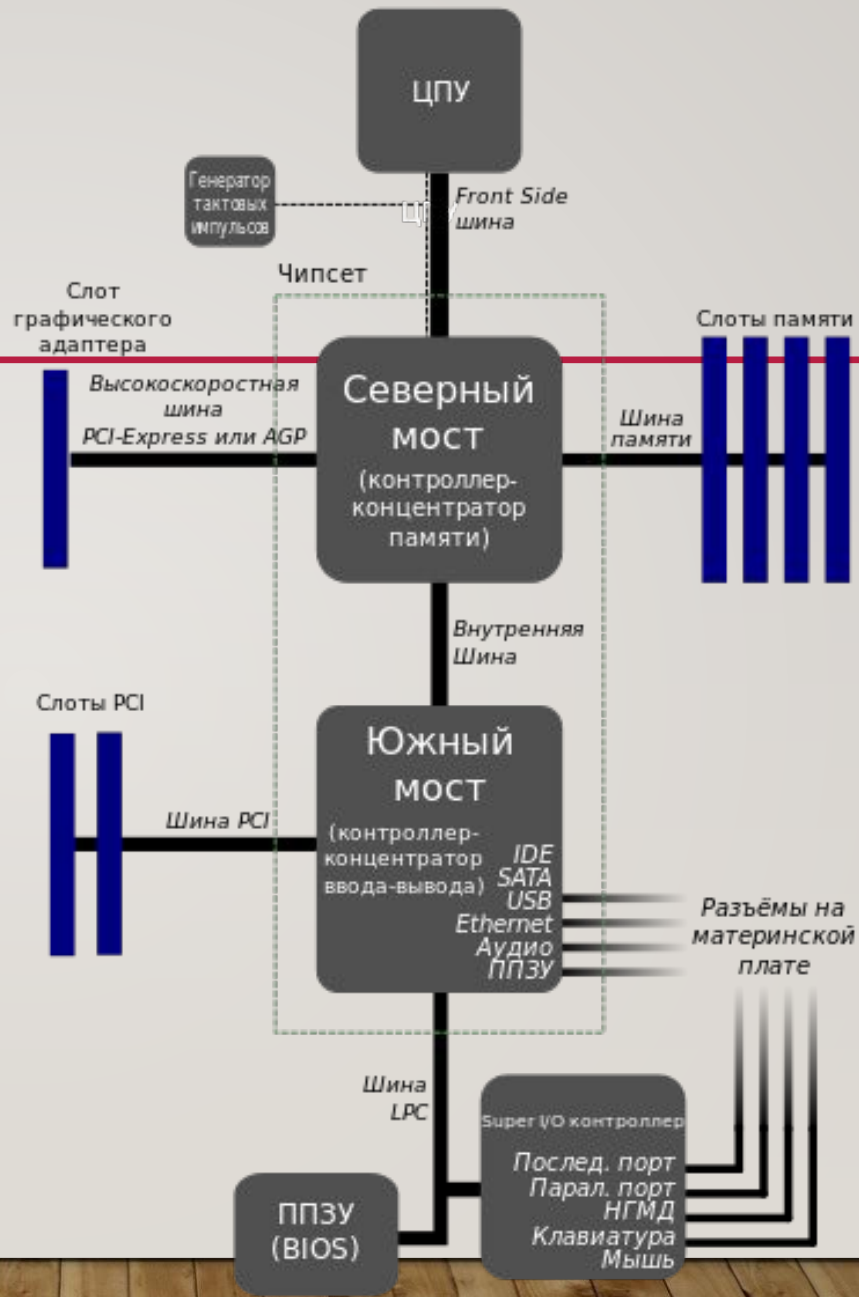 ЦПУ
Генератор
тактовых
импульсов
ЦПУ
Front Side
шина
Чипсет
Слот
графического
адаптера
Слоты памяти
Высокоскоростная
шина
PCI-Express или AGP
Северный
мост
(контроллер-
концентратор
памяти)
Шина
памяти
Внутренняя
Шина
Слоты PCI
Южный
мост
(контроллер-
концентратор
ввода-вывода)
Шина PCI
IDE
SATA
USB
Ethernet
Аудио
ППЗУ
Разъёмы на
материнской
плате
Шина
LPC
Super I/O контроллер
Послед. порт
Парал. порт
НГМД
Клавиатура
Мышь
ППЗУ
(BIOS)